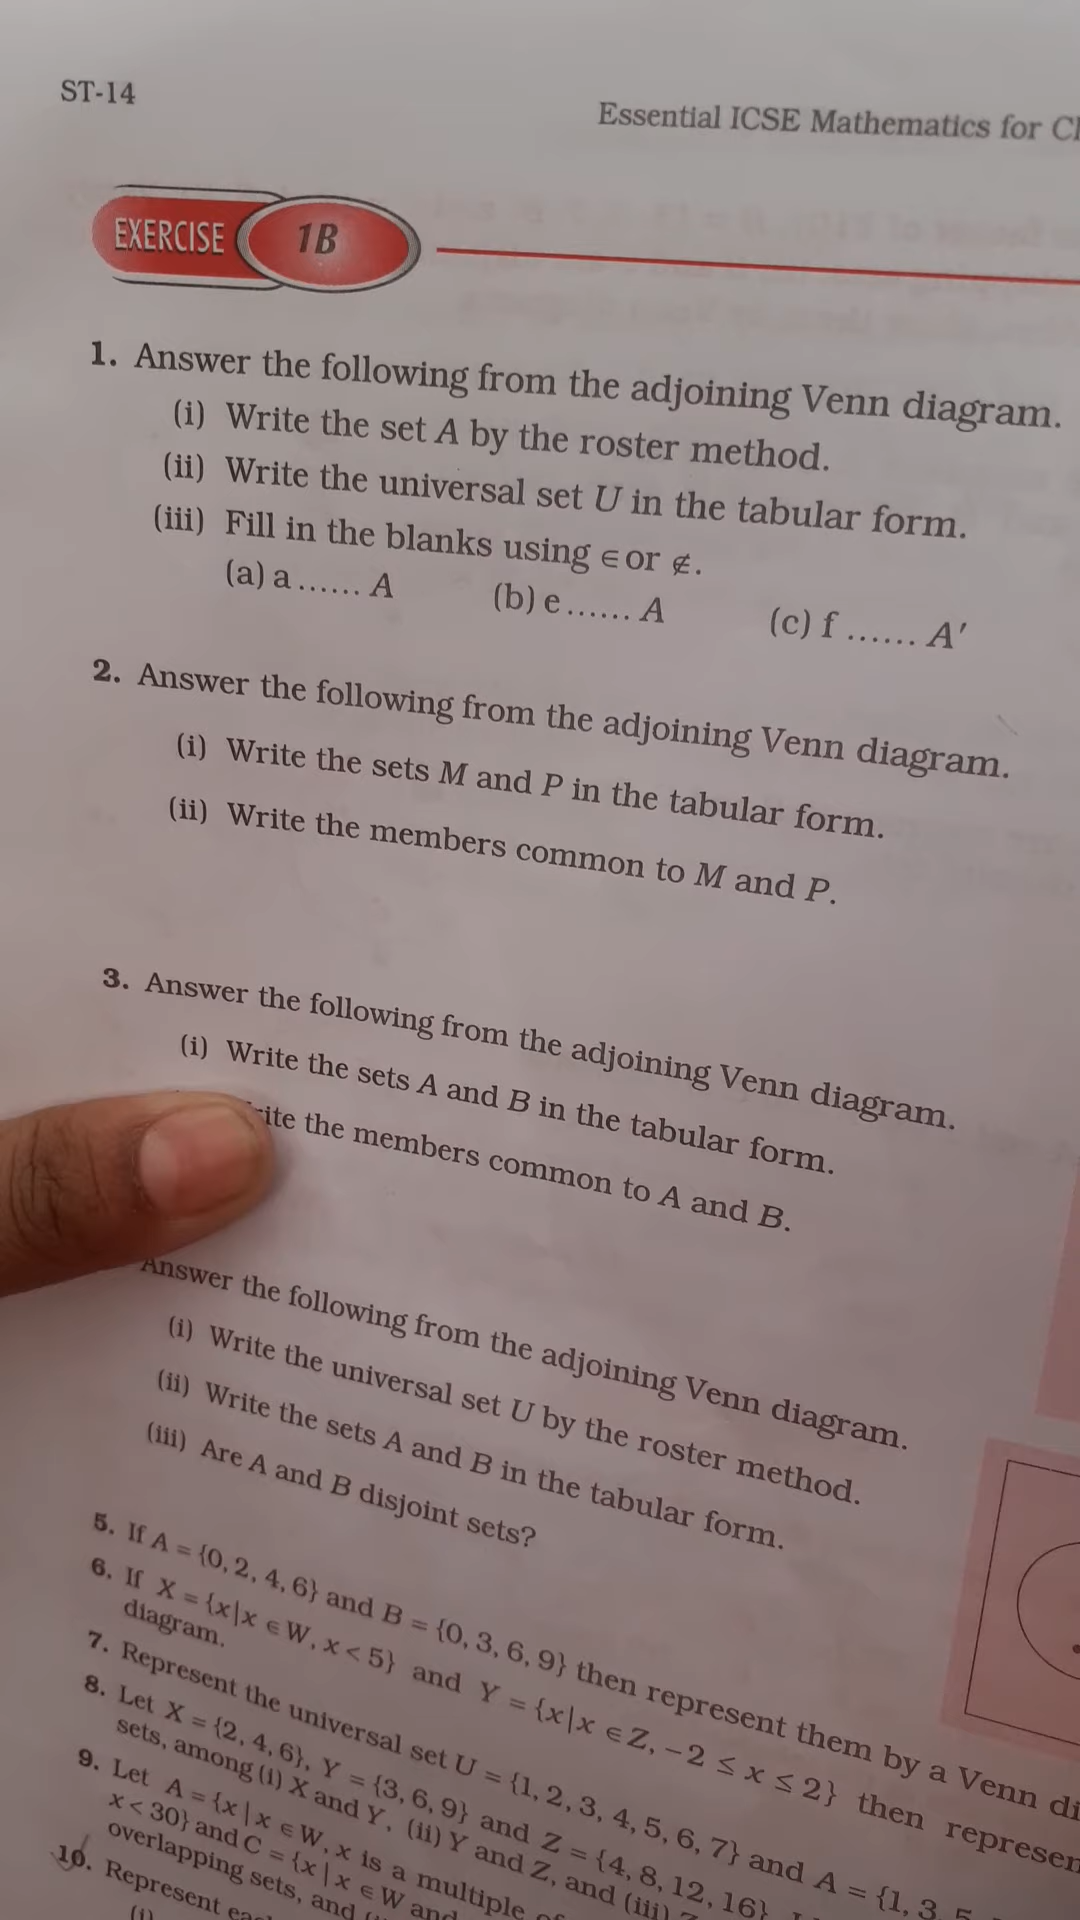 ST-14
Essential ICSE Mathematics for
EXERCISE 1B
1. Answer the following from the adjoining Venn diagram.
(i) Write the set A by the roster method.
(ii) Write the universal set U in the tabular form.
(iii) Fill in the blanks using ∈ or ∉.
(a) a ...... A (b) e ...... A (c) f ...... A′
2. Answer the following from the adjoining Venn diagram.
(i) Write the sets M and P in the tabular form.
(ii) Write the members common to M and P.
3. Answer the following from the adjoining Venn diagram.
(i) Write the sets A and B in the tabular form.
the members common to A and B.
Answer the following from the adjoining Venn diagram.
(i) Write the universal set U by the roster method.
(ii) Write the sets A and B in the tabular form.
(iii) Are A and B disjoint sets?
5. If A = {0, 2, 4, 6} and B = {0, 3, 6, 9} then represent them by a Venn
6. If X = {x|x ∈ W, x < 5} and Y = {x|x ∈ Z, −2 ≤ x ≤ 2} then
diagram.
7. Represent the universal set U = {1, 2, 3, 4, 5, 6, 7} and A = {1, 3,
8. Let X = {2, 4, 6}, Y = {3, 6, 9} and Z = {4, 8, 12, 16}.
sets, among (i) X and Y, (ii) Y and Z, and (iii)
9. Let A = {x|x ∈ W, x is a multiple
x < 30} and C = {x|x ∈ W and
overlapping sets, and
10. Represent
(i)